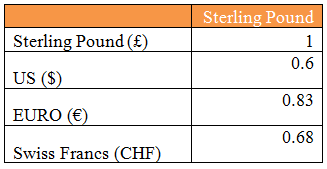 Sterling Pound
Sterling Pound (£) 1
US ($) 0.6
EURO (€) 0.83
Swiss Francs (CHF) 0.68